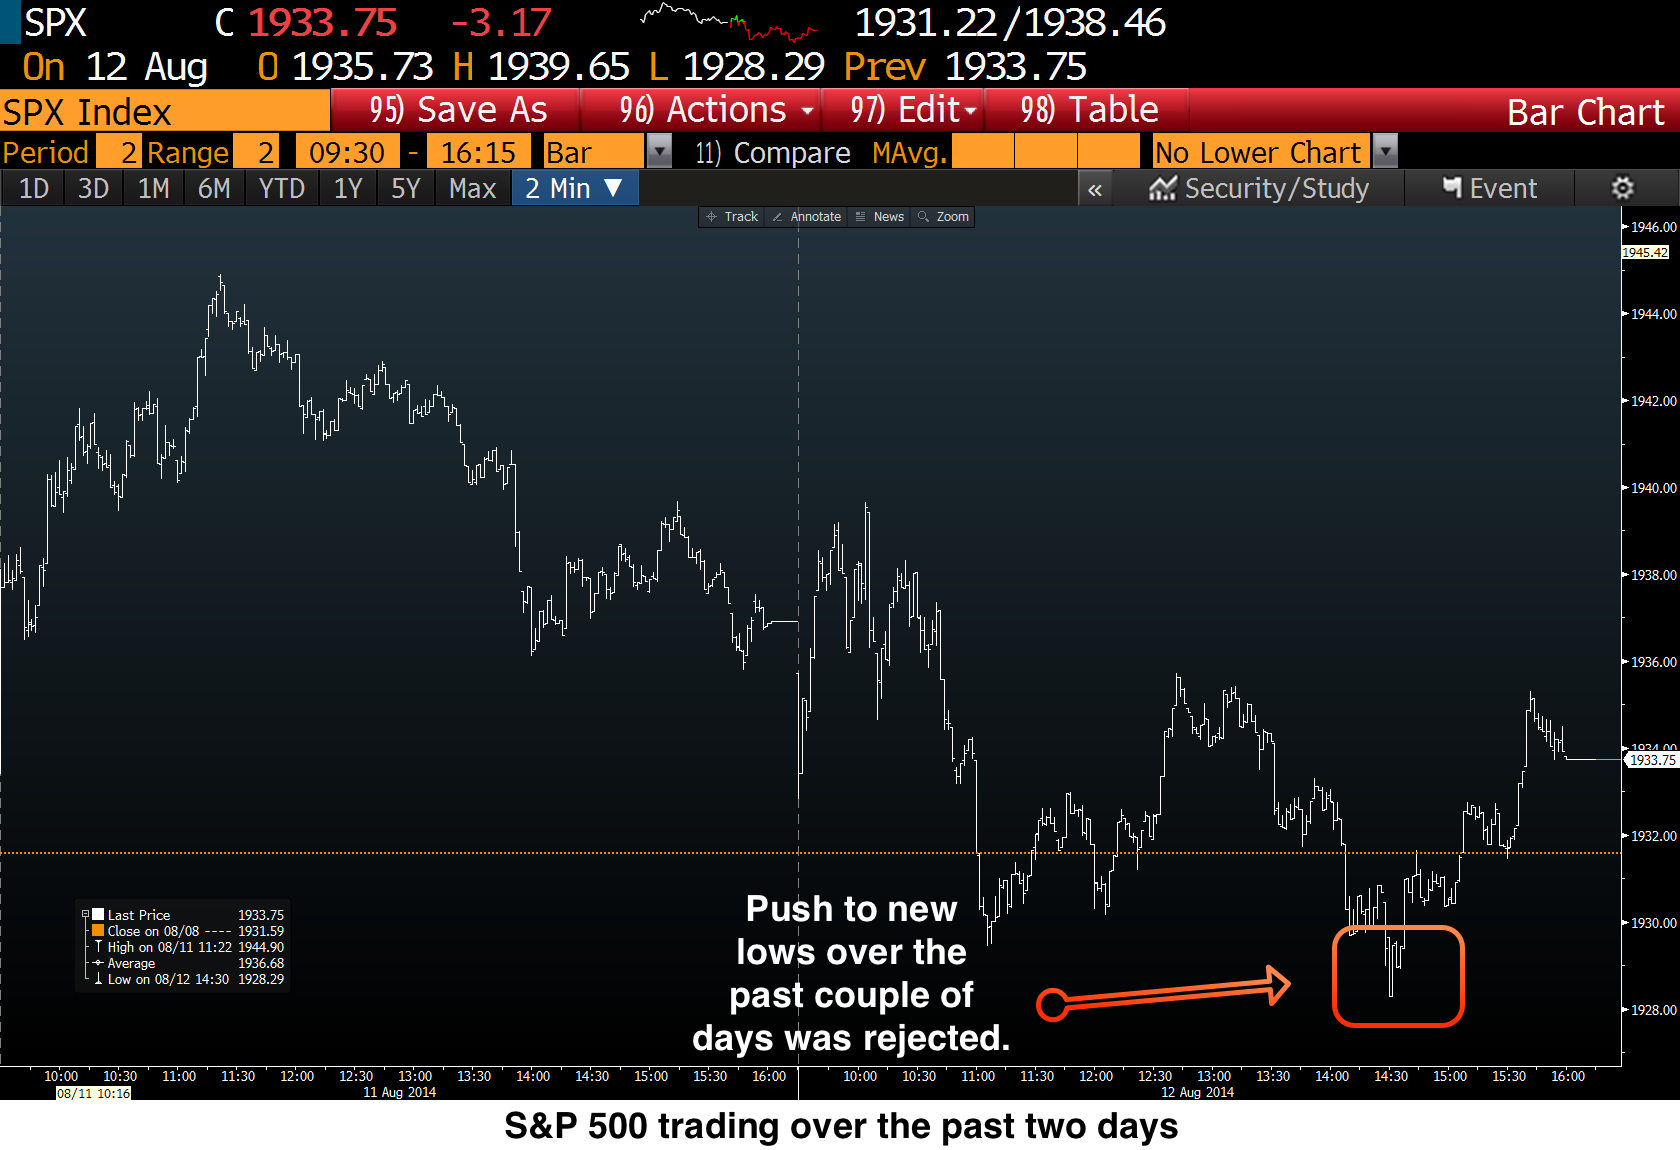 SPX C 1933.75 -3.17 1931.22/1938.46
On 12 Aug O 1935.73 H 1939.65 L 1928.29 Prev 1933.75
SPX Index 95) Save As 96) Actions 97) Edit 98) Table Bar Chart
Period 2 Range 2 09:30 - 16:15 Bar 11) Compare MAvg. No Lower Chart
1D 3D 1M 6M YTD 1Y 5Y Max 2 Min ▼ « Security/Study Event
Track Annotate News Zoom
1946.00
1945.42
1944.00
1942.00
1940.00
1938.00
1936.00
1934.00
1933.75
1932.00
1930.00
1928.00
Last Price 1933.75
Close on 08/08 ---- 1931.59
High on 08/11 11:22 1944.90
Average 1936.68
Low on 08/12 14:30 1928.29
Push to new
lows over the
past couple of
days was rejected.
10:00 10:30 11:00 11:30 12:00 12:30 13:00 13:30 14:00 14:30 15:00 15:30 16:00 10:00 10:30 11:00 11:30 12:00 12:30 13:00 13:30 14:00 14:30 15:00 15:30 16:00
08/11 10:16 11 Aug 2014 12 Aug 2014
S&P 500 trading over the past two days